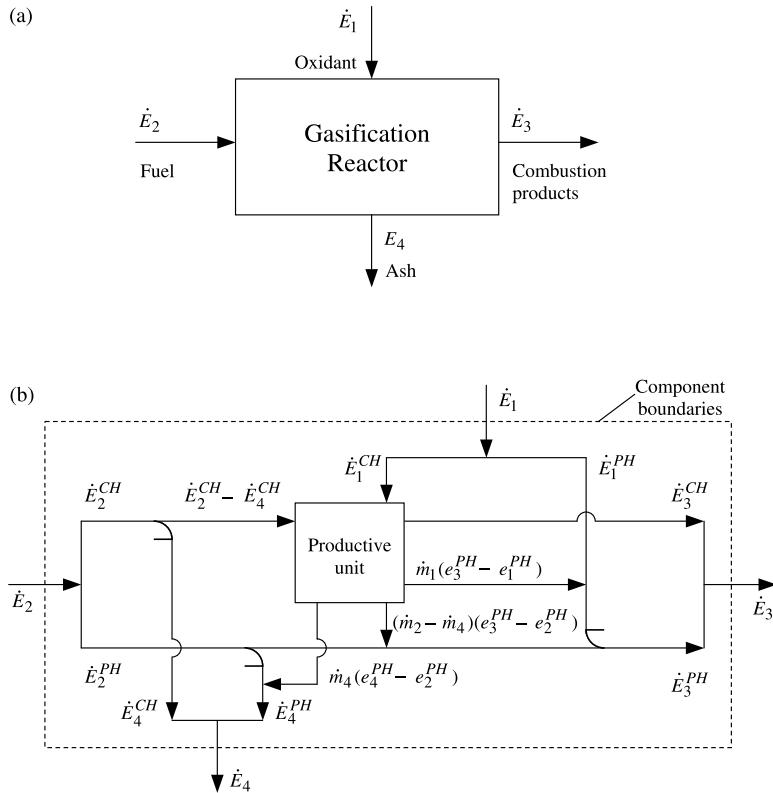 (a)
Ė₁
Oxidant
Ė₂
Fuel
Gasification
Reactor
Ė₃
Combustion
products
E₄
Ash
(b)
Ė₁
Component
boundaries
Ė₁^CH
Ė₁^PH
Ė₂^CH
Ė₂^CH – Ė₄^CH
Ė₃^CH
Productive
unit
ṁ₁(e₃^PH – e₁^PH)
Ė₂
Ė₃
(ṁ₂ – ṁ₄)(e₃^PH – e₂^PH)
Ė₂^PH
ṁ₄(e₄^PH – e₂^PH)
Ė₃^PH
Ė₄^CH
Ė₄^PH
Ė₄